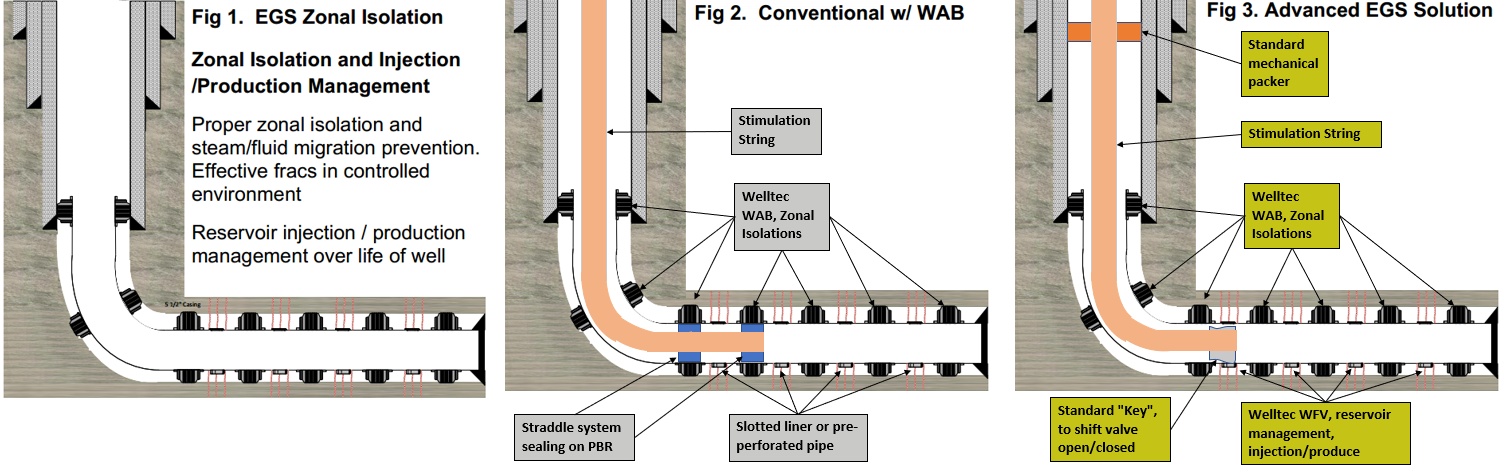 Fig 1.  EGS Zonal Isolation
Zonal Isolation and Injection
/Production Management
Proper zonal isolation and
steam/fluid migration prevention.
Effective fracs in controlled
environment
Reservoir injection / production
management over life of well
5 1/2" Casing
Fig 2.  Conventional w/ WAB
Stimulation
String
Welltec
WAB, Zonal
Isolations
Straddle system
sealing on PBR
Slotted liner or pre-
perforated pipe
Fig 3. Advanced EGS Solution
Standard
mechanical
packer
Stimulation String
Welltec
WAB, Zonal
Isolations
Standard "Key",
to shift valve
open/closed
Welltec WFV, reservoir
management,
injection/produce